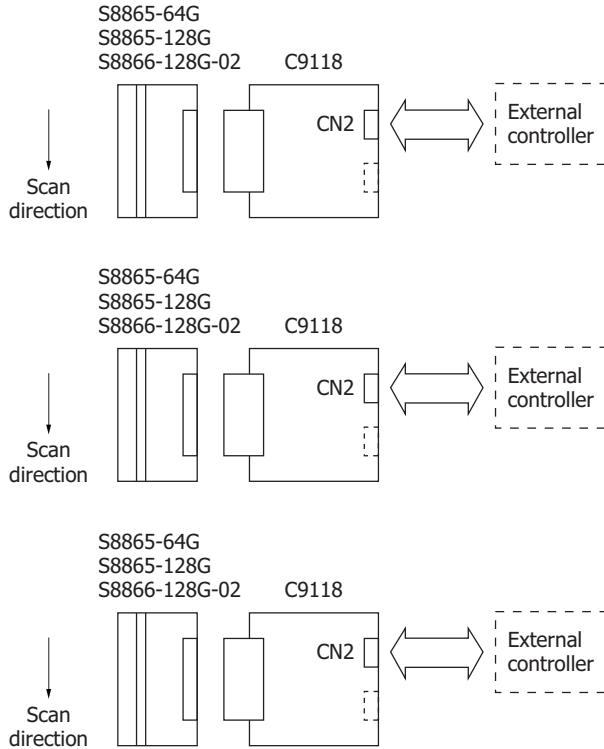 S8865-64G
S8865-128G
S8866-128G-02 C9118
CN2
External
controller
Scan
direction
S8865-64G
S8865-128G
S8866-128G-02 C9118
CN2
External
controller
Scan
direction
S8865-64G
S8865-128G
S8866-128G-02 C9118
CN2
External
controller
Scan
direction